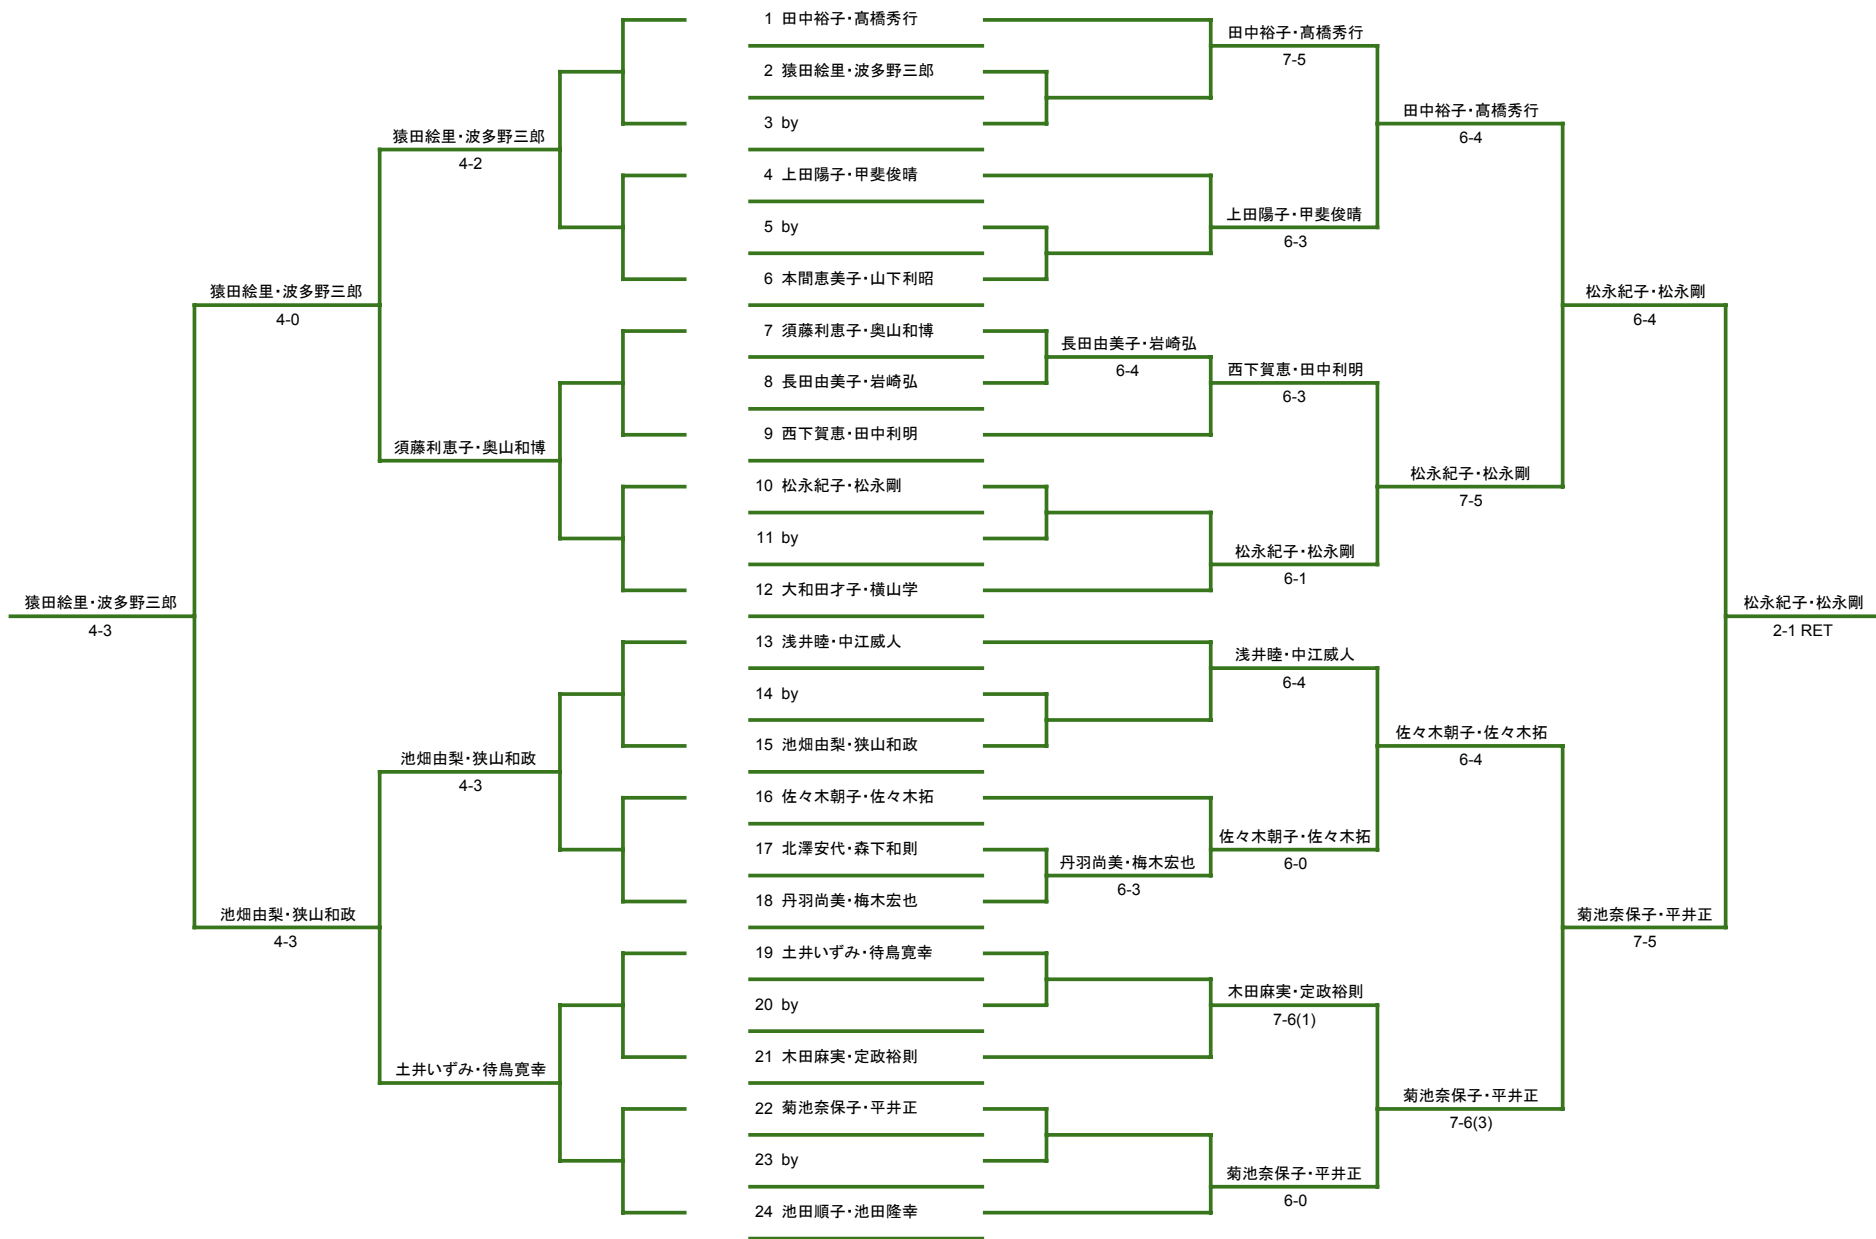 1 田中裕子・髙橋秀行
田中裕子・髙橋秀行
7-5
2 猿田絵里・波多野三郎
田中裕子・髙橋秀行
6-4
3 by
猿田絵里・波多野三郎
4-2
4 上田陽子・甲斐俊晴
上田陽子・甲斐俊晴
6-3
5 by
6 本間恵美子・山下利昭
猿田絵里・波多野三郎
4-0
松永紀子・松永剛
6-4
7 須藤利恵子・奥山和博
長田由美子・岩崎弘
6-4
西下賀恵・田中利明
6-3
8 長田由美子・岩崎弘
9 西下賀恵・田中利明
須藤利恵子・奥山和博
松永紀子・松永剛
7-5
10 松永紀子・松永剛
11 by
松永紀子・松永剛
6-1
12 大和田才子・横山学
猿田絵里・波多野三郎
4-3
松永紀子・松永剛
2-1 RET
13 浅井睦・中江威人
浅井睦・中江威人
6-4
14 by
15 池畑由梨・狭山和政
佐々木朝子・佐々木拓
6-4
池畑由梨・狭山和政
4-3
16 佐々木朝子・佐々木拓
佐々木朝子・佐々木拓
6-0
17 北澤安代・森下和則
丹羽尚美・梅木宏也
6-3
18 丹羽尚美・梅木宏也
池畑由梨・狭山和政
4-3
菊池奈保子・平井正
7-5
19 土井いずみ・待鳥寛幸
木田麻実・定政裕則
7-6(1)
20 by
21 木田麻実・定政裕則
土井いずみ・待鳥寛幸
菊池奈保子・平井正
7-6(3)
22 菊池奈保子・平井正
23 by
菊池奈保子・平井正
6-0
24 池田順子・池田隆幸